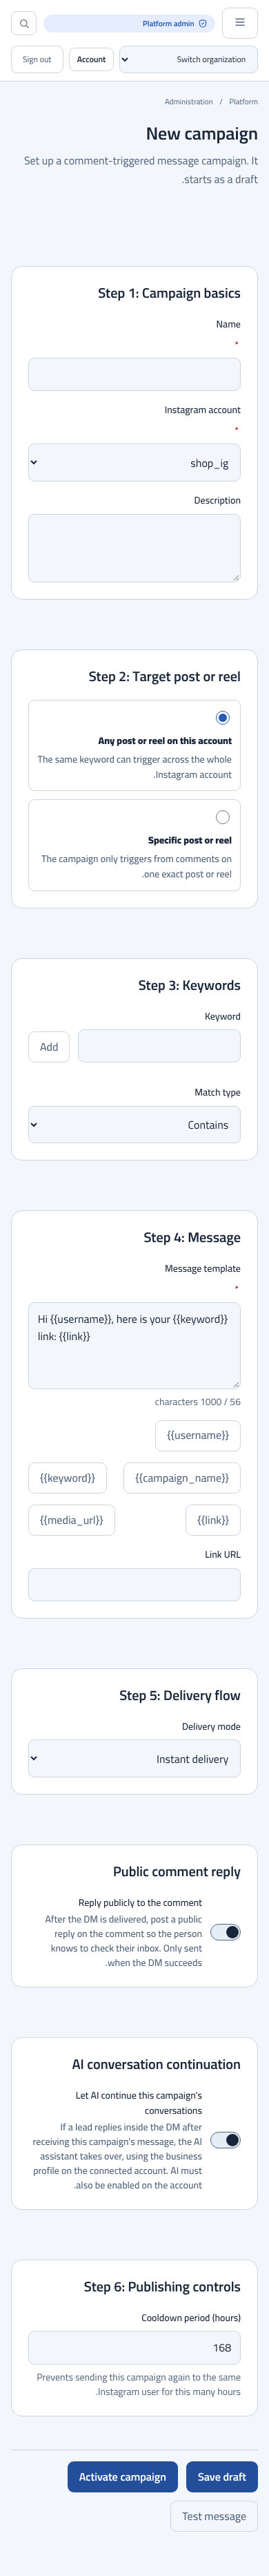 Platform admin
Sign out
Account
Switch organization
Administration / Platform
New campaign
Set up a comment-triggered message campaign. It
.starts as a draft
Step 1: Campaign basics
Name
*
Instagram account
*
shop_ig
Description
Step 2: Target post or reel
Any post or reel on this account
The same keyword can trigger across the whole
.Instagram account
Specific post or reel
The campaign only triggers from comments on
.one exact post or reel
Step 3: Keywords
Keyword
Add
Match type
Contains
Step 4: Message
Message template
*
Hi {{username}}, here is your {{keyword}}
link: {{link}}
characters 1000 / 56
{{username}}
{{keyword}}
{{campaign_name}}
{{media_url}}
{{link}}
Link URL
Step 5: Delivery flow
Delivery mode
Instant delivery
Public comment reply
Reply publicly to the comment
After the DM is delivered, post a public
reply on the comment so the person
knows to check their inbox. Only sent
.when the DM succeeds
AI conversation continuation
Let AI continue this campaign's
conversations
If a lead replies inside the DM after
receiving this campaign's message, the AI
assistant takes over, using the business
profile on the connected account. AI must
.also be enabled on the account
Step 6: Publishing controls
Cooldown period (hours)
168
Prevents sending this campaign again to the same
.Instagram user for this many hours
Activate campaign
Save draft
Test message